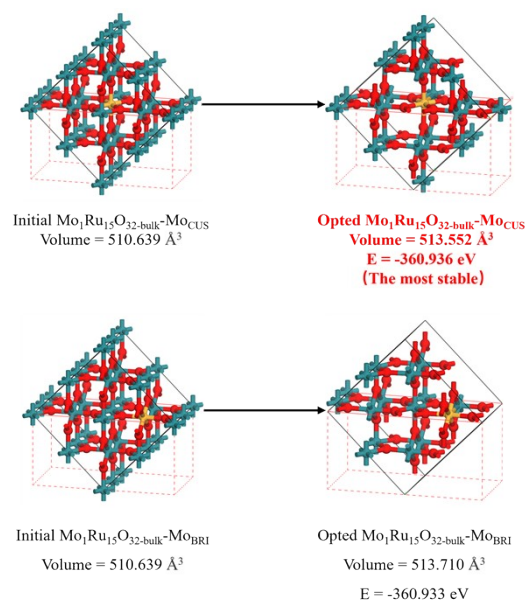 Initial Mo₁Ru₁₅O₃₂₋bulk-MoCUS
Volume = 510.639 Å³
Opted Mo₁Ru₁₅O₃₂₋bulk-MoCUS
Volume = 513.552 Å³
E = -360.936 eV
(The most stable)
Initial Mo₁Ru₁₅O₃₂₋bulk-MoBRI
Volume = 510.639 Å³
Opted Mo₁Ru₁₅O₃₂₋bulk-MoBRI
Volume = 513.710 Å³
E = -360.933 eV